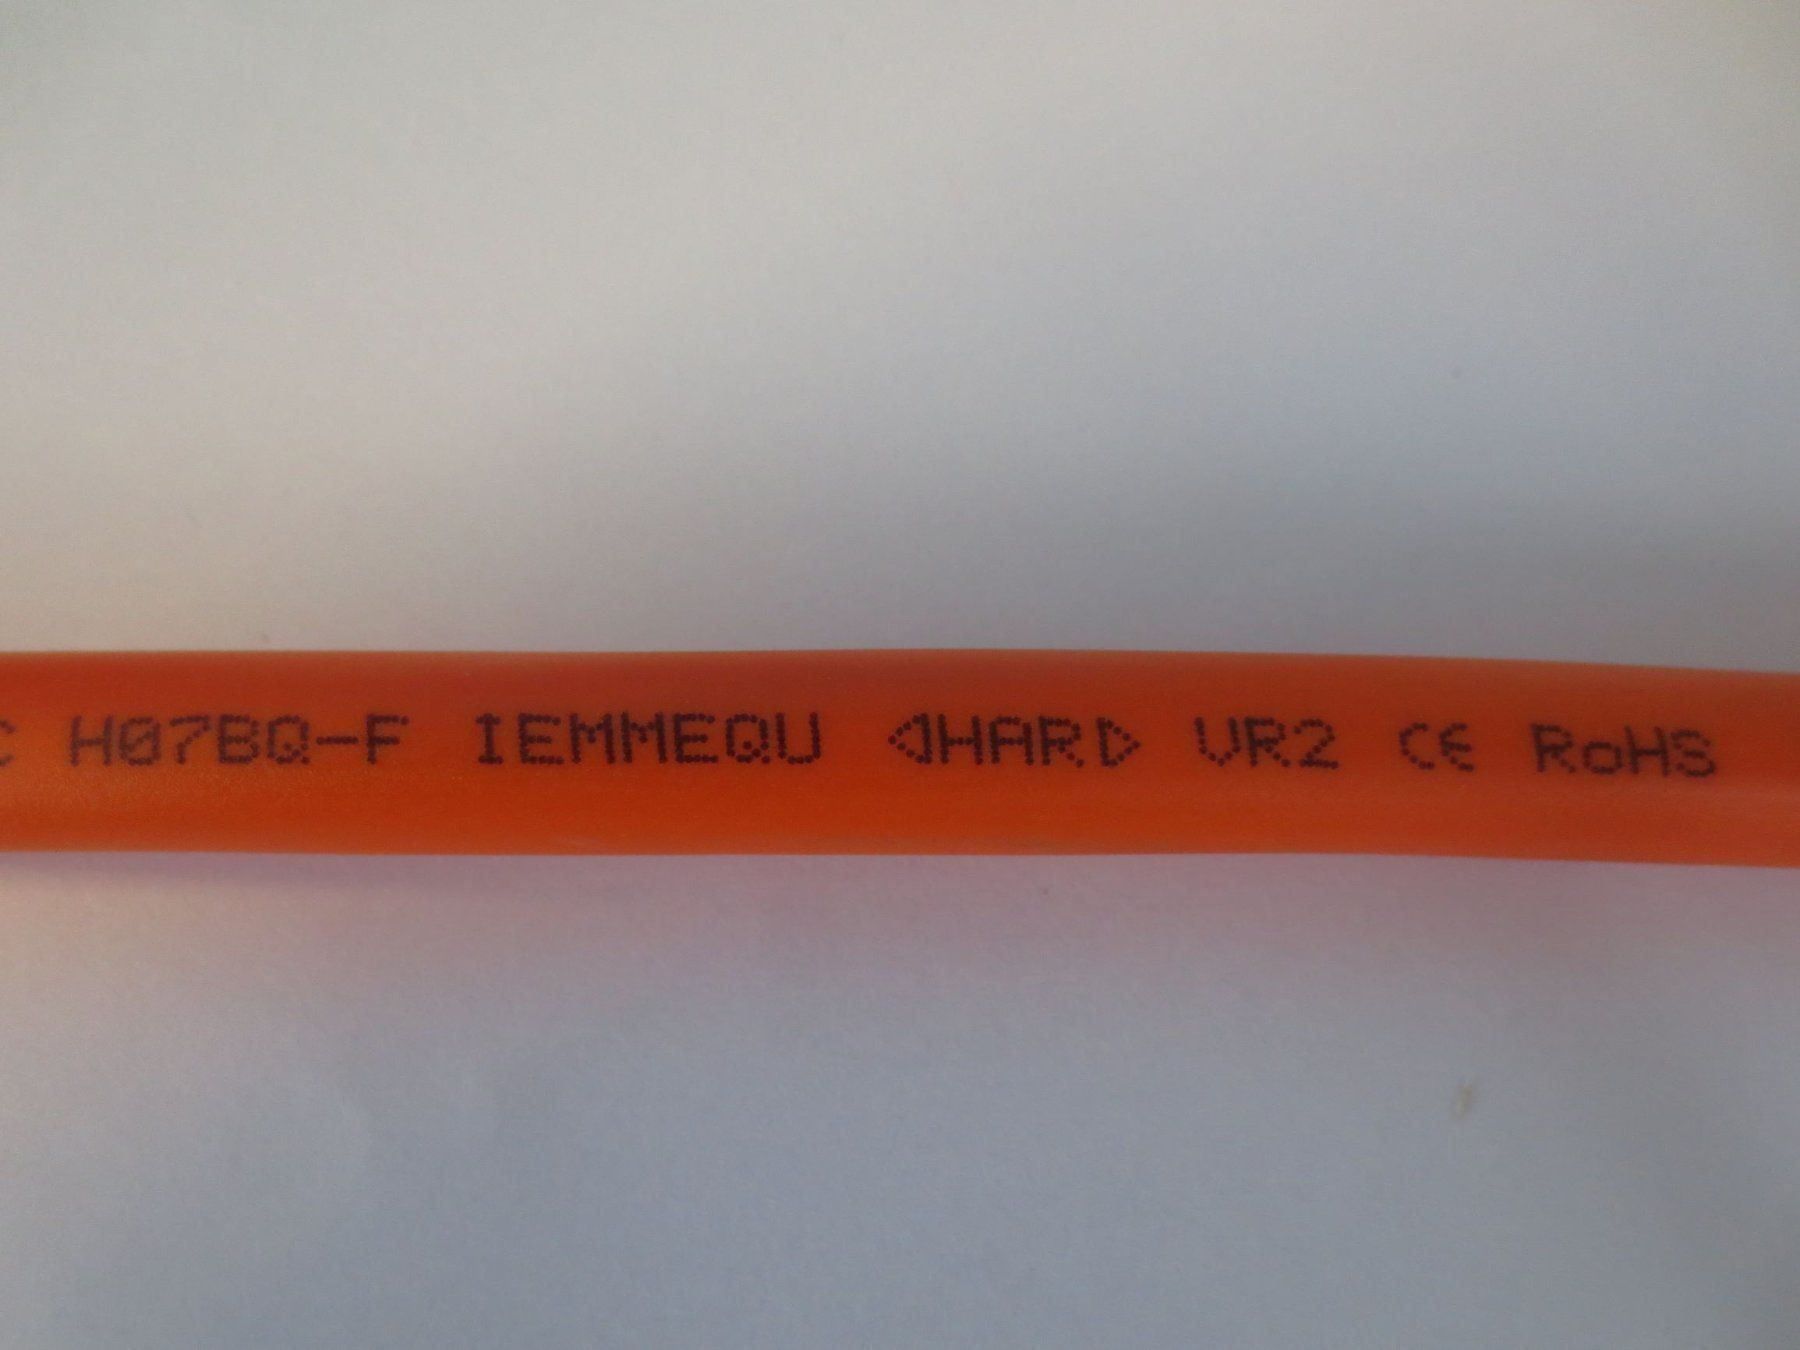 C H07BQ-F IEMMEQU ◁HAR▷ VR2 CE RoHS